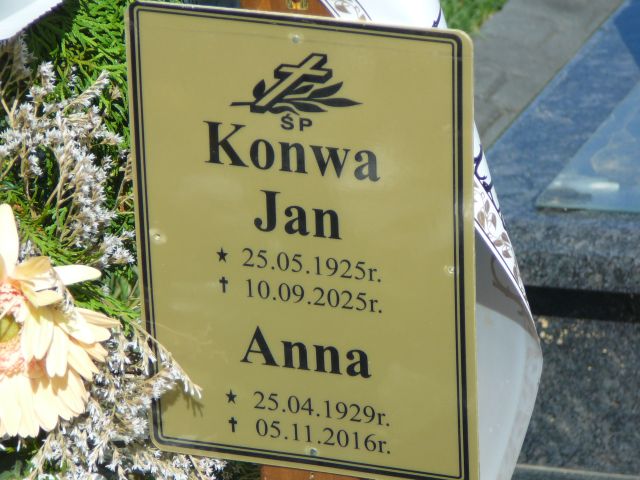 ŚP
Konwa
Jan
★ 25.05.1925r.
✝ 10.09.2025r.
Anna
★ 25.04.1929r.
✝ 05.11.2016r.